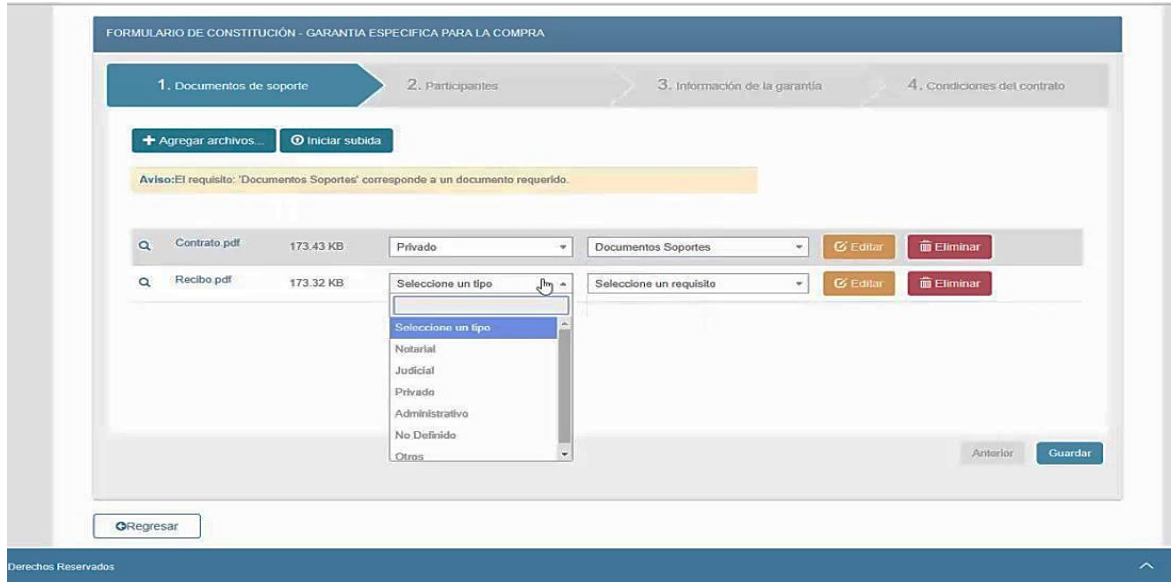 FORMULARIO DE CONSTITUCIÓN - GARANTIA ESPECIFICA PARA LA COMPRA
1. Documentos de soporte
2. Participantes
3. Información de la garantía
4. Condiciones del contrato
Agregar archivos...
Iniciar subida
Aviso:El requisito: 'Documentos Soportes' corresponde a un documento requerido.
Contrato.pdf 173.43 KB Privado Documentos Soportes Editar Eliminar
Recibo.pdf 173.32 KB Seleccione un tipo Seleccione un requisito Editar Eliminar
Seleccione un tipo
Notarial
Judicial
Privado
Administrativo
No Definido
Otros
Anterior Guardar
Regresar
Derechos Reservados